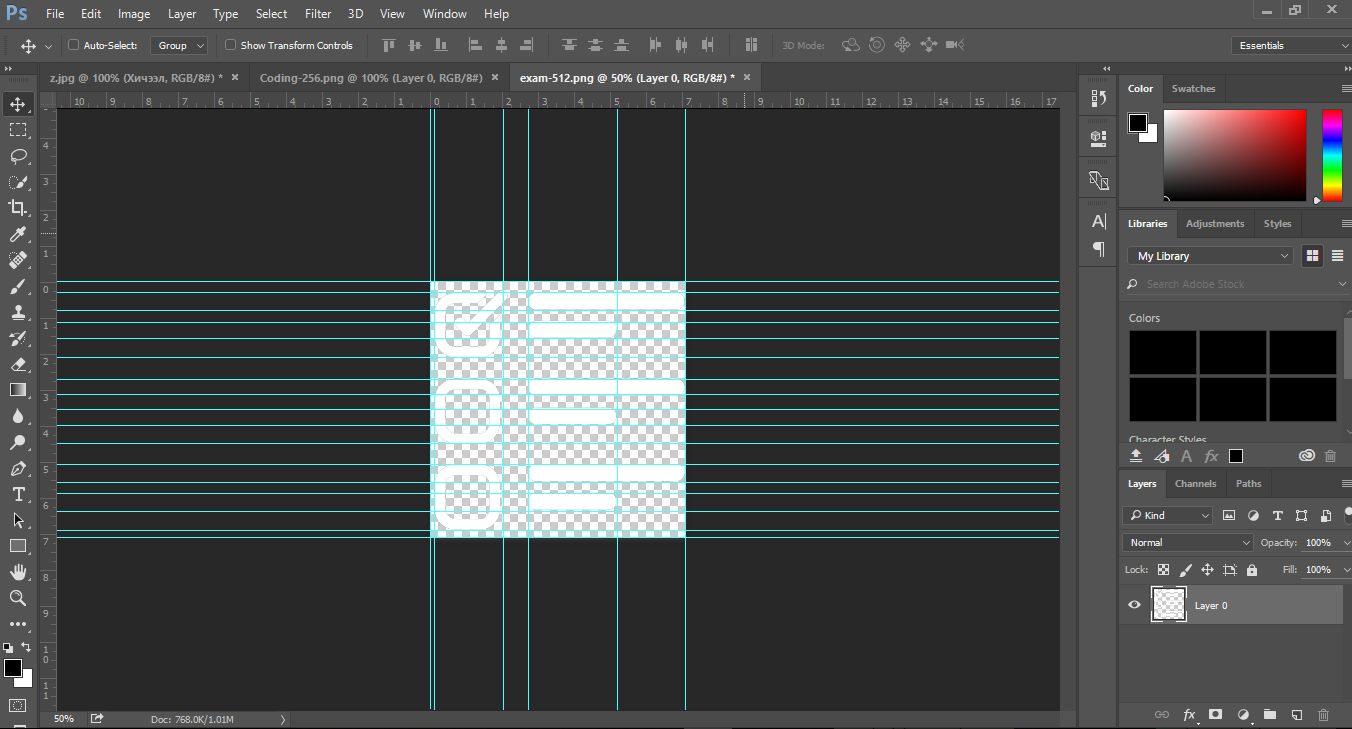 Ps File Edit Image Layer Type Select Filter 3D View Window Help
Auto-Select: Group Show Transform Controls 3D Mode: Essentials
z.jpg @ 100% (Хичээл, RGB/8#) * × Coding-256.png @ 100% (Layer 0, RGB/8#) × exam-512.png @ 50% (Layer 0, RGB/8#) * ×
10 9 8 7 6 5 4 3 2 1 0 1 2 3 4 5 6 7 8 9 10 11 12 13 14 15 16 17
4
3
2
1
0
1
2
3
4
5
6
7
8
9
1
0
1
1
50% Doc: 768.0K/1.01M
Color Swatches
Libraries Adjustments Styles
My Library
Search Adobe Stock
Colors
Character Styles
Layers Channels Paths
Kind
Normal Opacity: 100%
Lock: Fill: 100%
Layer 0
fx